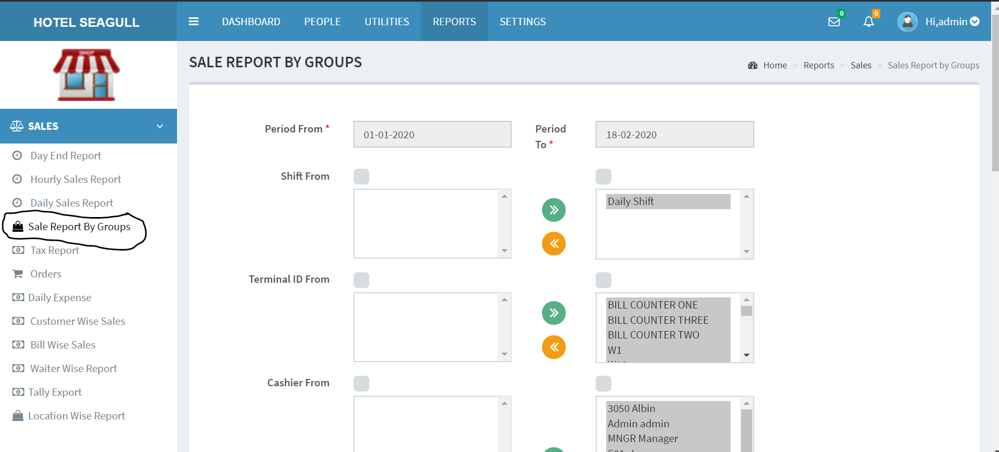 HOTEL SEAGULL
DASHBOARD PEOPLE UTILITIES REPORTS SETTINGS
0
0
Hi,admin
SHOP
SALE REPORT BY GROUPS
Home > Reports > Sales > Sales Report by Groups
SALES
Day End Report
Hourly Sales Report
Daily Sales Report
Sale Report By Groups
Tax Report
Orders
Daily Expense
Customer Wise Sales
Bill Wise Sales
Waiter Wise Report
Tally Export
Location Wise Report
Period From *
01-01-2020
Period
To *
18-02-2020
Shift From
Daily Shift
Terminal ID From
BILL COUNTER ONE
BILL COUNTER THREE
BILL COUNTER TWO
W1
Cashier From
3050 Albin
Admin admin
MNGR Manager